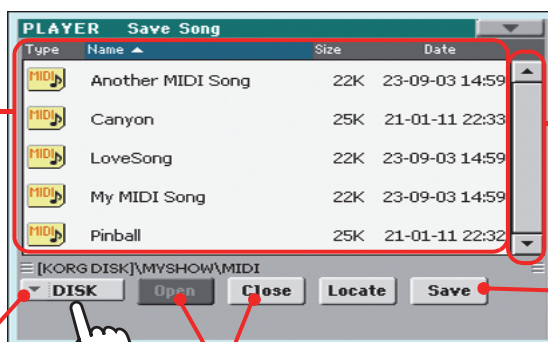 PLAYER Save Song
Type Name Size Date
MIDI Another MIDI Song 22K 23-09-03 14:59
MIDI Canyon 25K 21-01-11 22:33
MIDI LoveSong 22K 23-09-03 14:59
MIDI My MIDI Song 22K 23-09-03 14:59
MIDI Pinball 25K 21-01-11 22:32
[KORG DISK]\MYSHOW\MIDI
DISK Open Close Locate Save